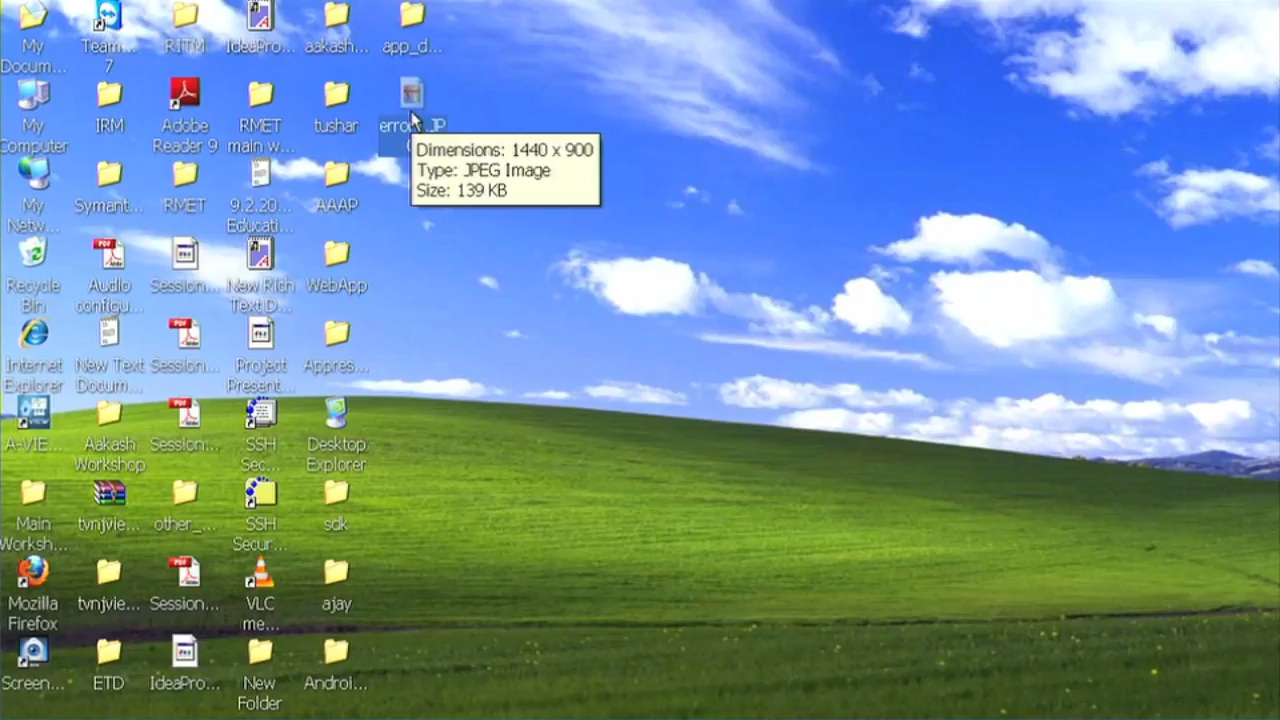 My
Docum...
Team...
7
RITM
IdeaPro...
aakash...
app_d...
My
Computer
IRM
Adobe
Reader 9
RMET
main w...
tushar
Dimensions: 1440 x 900
Type: JPEG Image
Size: 139 KB
My
Netw...
Symant...
RMET
9.2.20...
Educati...
AAAP
Recycle
Bin
Audio
configu...
Session...
New Rich
Text D...
WebApp
Internet
Explorer
New Text
Docum...
Session...
Project
Present...
Appres...
A-VIE...
Aakash
Workshop
Session...
SSH
Sec...
Desktop
Explorer
Main
Worksh...
tvnjvie...
other_...
SSH
Secur...
sdk
Mozilla
Firefox
tvnjvie...
Session...
VLC
me...
ajay
Screen...
ETD
IdeaPro...
New
Folder
Androi...